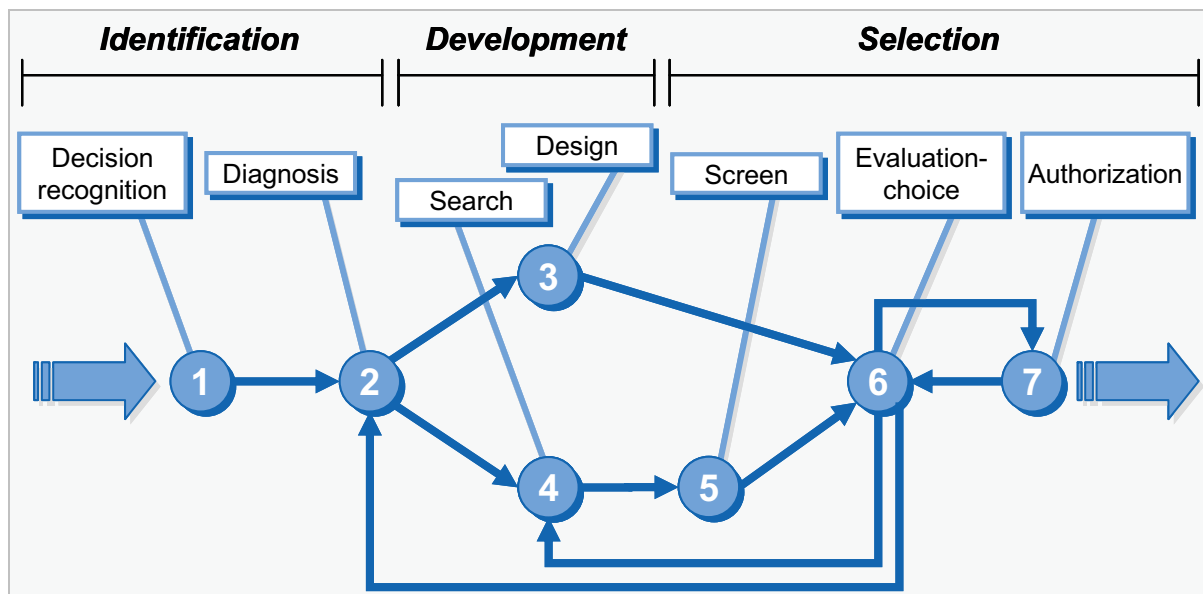 Identification
Development
Selection
Decision
recognition
Diagnosis
Search
Design
Screen
Evaluation-
choice
Authorization
1
2
3
4
5
6
7